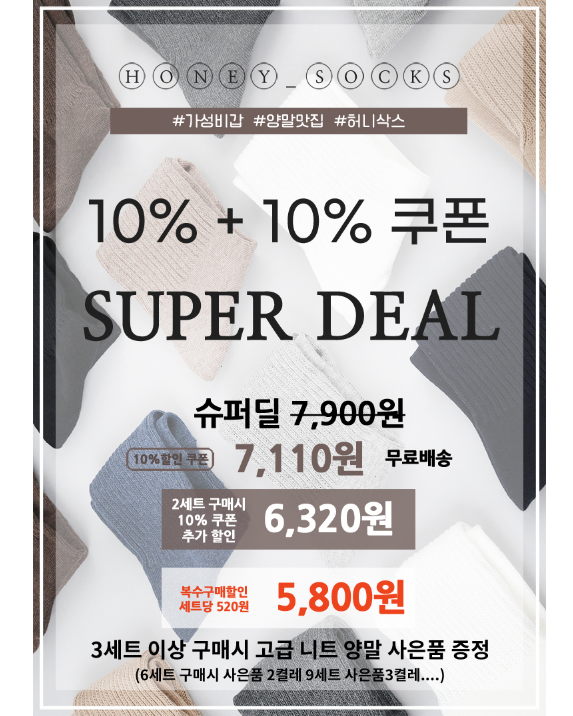 HONEY_SOCKS
#가성비갑 #양말맛집 #허니삭스
10% + 10% 쿠폰
SUPER DEAL
슈퍼딜 7,900원
10%할인 쿠폰 7,110원 무료배송
2세트 구매시
10% 쿠폰
추가 할인
6,320원
복수구매할인
세트당 520원
5,800원
3세트 이상 구매시 고급 니트 양말 사은품 증정
(6세트 구매시 사은품 2켤레 9세트 사은품3켤레....)